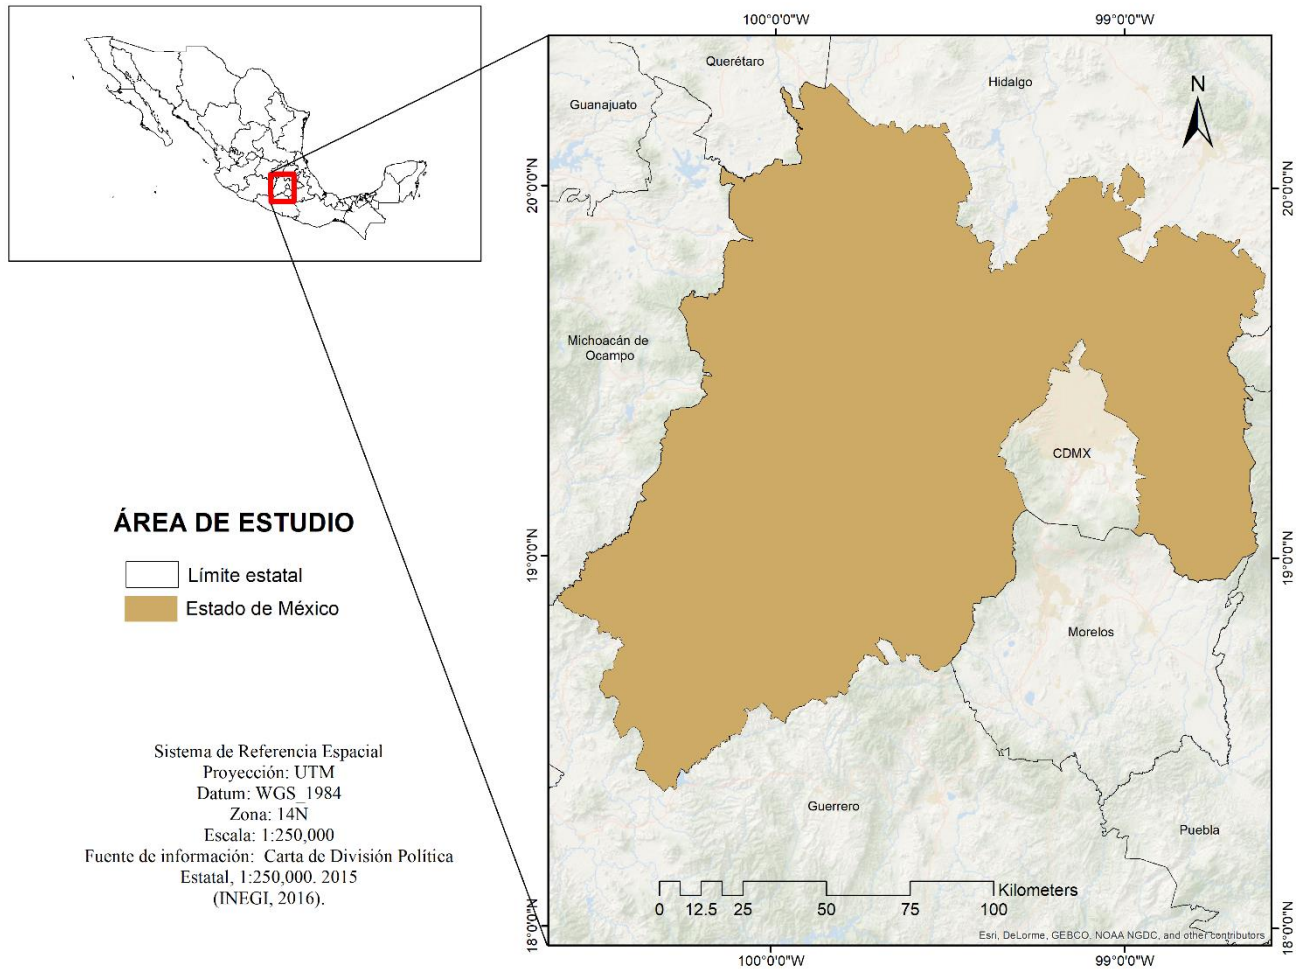 100°0'0"W
99°0'0"W
Querétaro
Hidalgo
Guanajuato
N
20°0'0"N
20°0'0"N
Michoacán de
Ocampo
CDMX
ÁREA DE ESTUDIO
Límite estatal
Estado de México
19°0'0"N
19°0'0"N
Morelos
Sistema de Referencia Espacial
Proyección: UTM
Datum: WGS_1984
Zona: 14N
Escala: 1:250,000
Fuente de información: Carta de División Política
Estatal, 1:250,000. 2015
(INEGI, 2016).
Guerrero
Puebla
Kilometers
0 12.5 25 50 75 100
18°0'0"N
18°0'0"N
Esri, DeLorme, GEBCO, NOAA NGDC, and other contributors
100°0'0"W
99°0'0"W